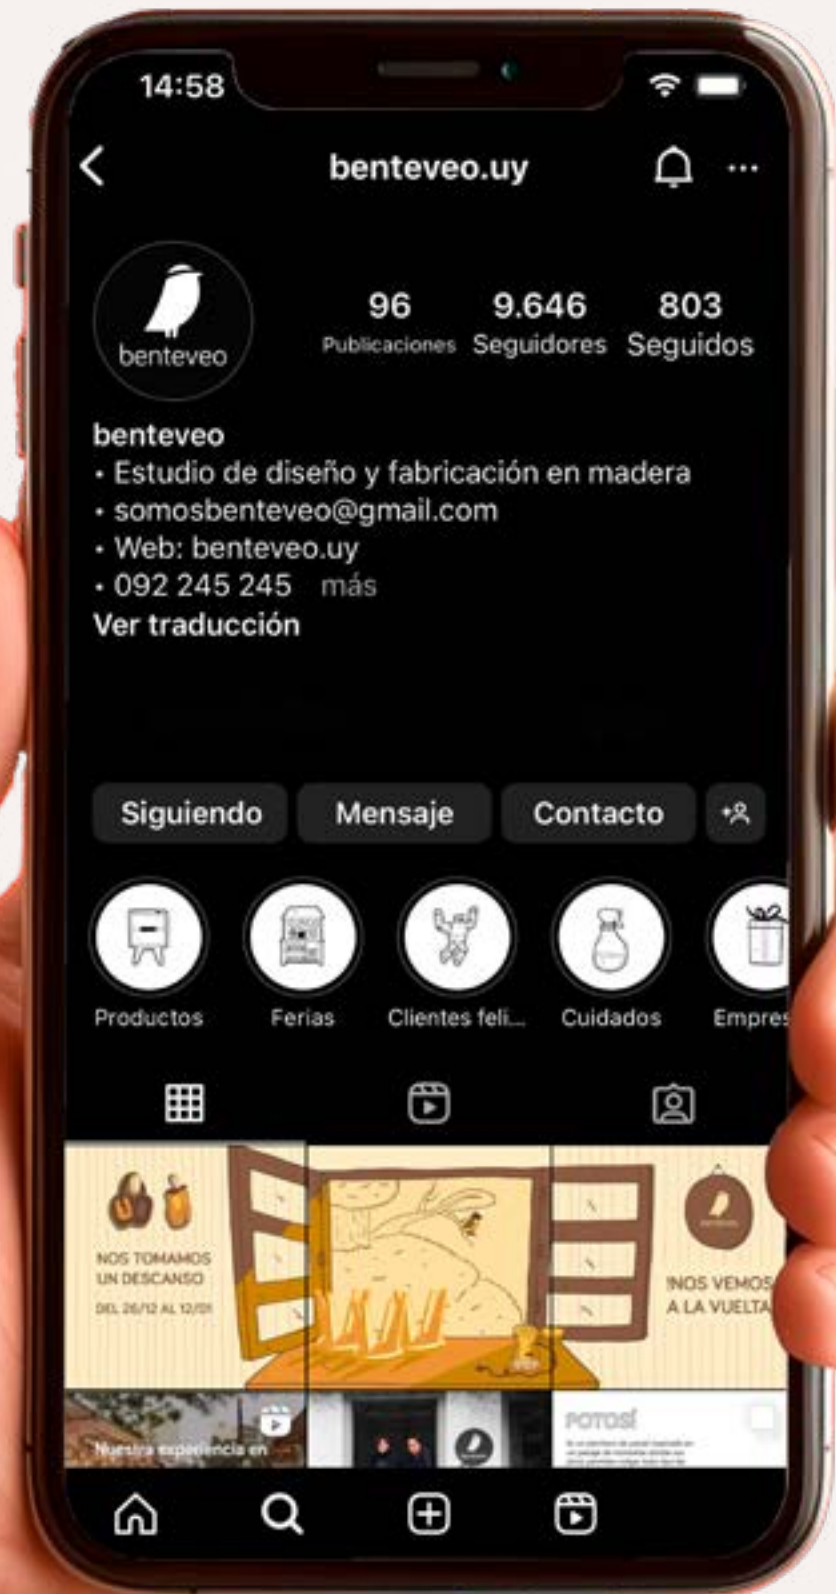 14:58
benteveo.uy
benteveo
96 9.646 803
Publicaciones Seguidores Seguidos
benteveo
• Estudio de diseño y fabricación en madera
• somosbenteveo@gmail.com
• Web: benteveo.uy
• 092 245 245 más
Ver traducción
Siguiendo Mensaje Contacto
Productos Ferias Clientes feli... Cuidados Empres
NOS TOMAMOS
UN DESCANSO
DEL 26/12 AL 12/01
!NOS VEMOS
A LA VUELTA
Nuestra experiencia en
POTOSÍ